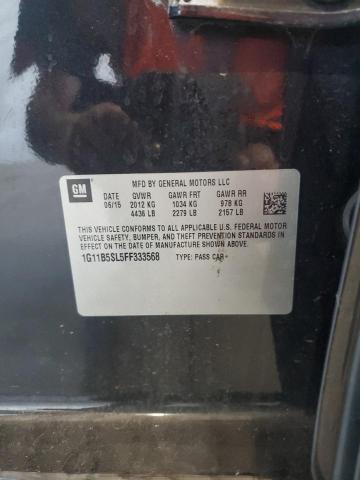 GM
MFD BY GENERAL MOTORS LLC
DATE GVWR GAWR FRT GAWR RR
06/15 2012 KG 1034 KG 978 KG
4436 LB 2279 LB 2157 LB
THIS VEHICLE CONFORMS TO ALL APPLICABLE U.S. FEDERAL MOTOR
VEHICLE SAFETY, BUMPER, AND THEFT PREVENTION STANDARDS IN
EFFECT ON THE DATE OF MANUFACTURE SHOWN ABOVE.
1G11B5SL5FF333568 TYPE: PASS CAR